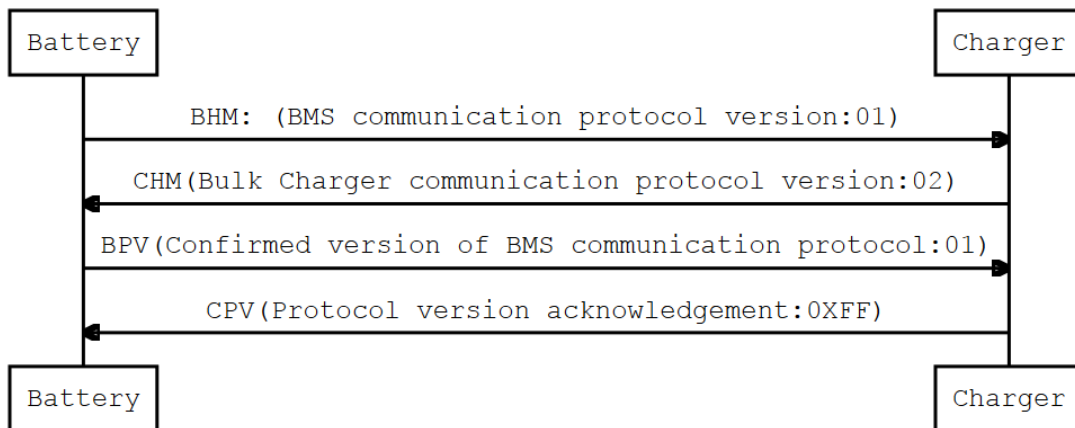 Battery
Charger
BHM: (BMS communication protocol version:01)
CHM(Bulk Charger communication protocol version:02)
BPV(Confirmed version of BMS communication protocol:01)
CPV(Protocol version acknowledgement:0XFF)
Battery
Charger